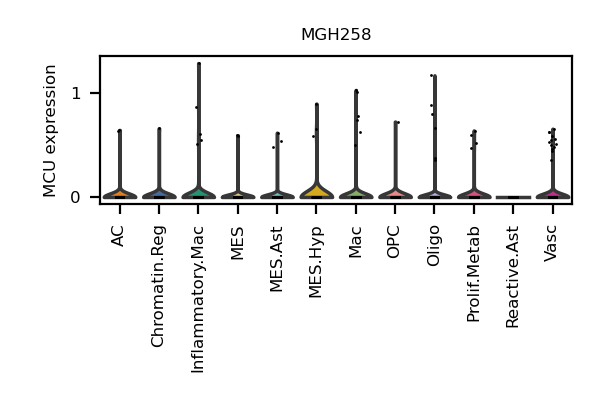 MGH258
MCU expression
1
0
AC
Chromatin.Reg
Inflammatory.Mac
MES
MES.Ast
MES.Hyp
Mac
OPC
Oligo
Prolif.Metab
Reactive.Ast
Vasc